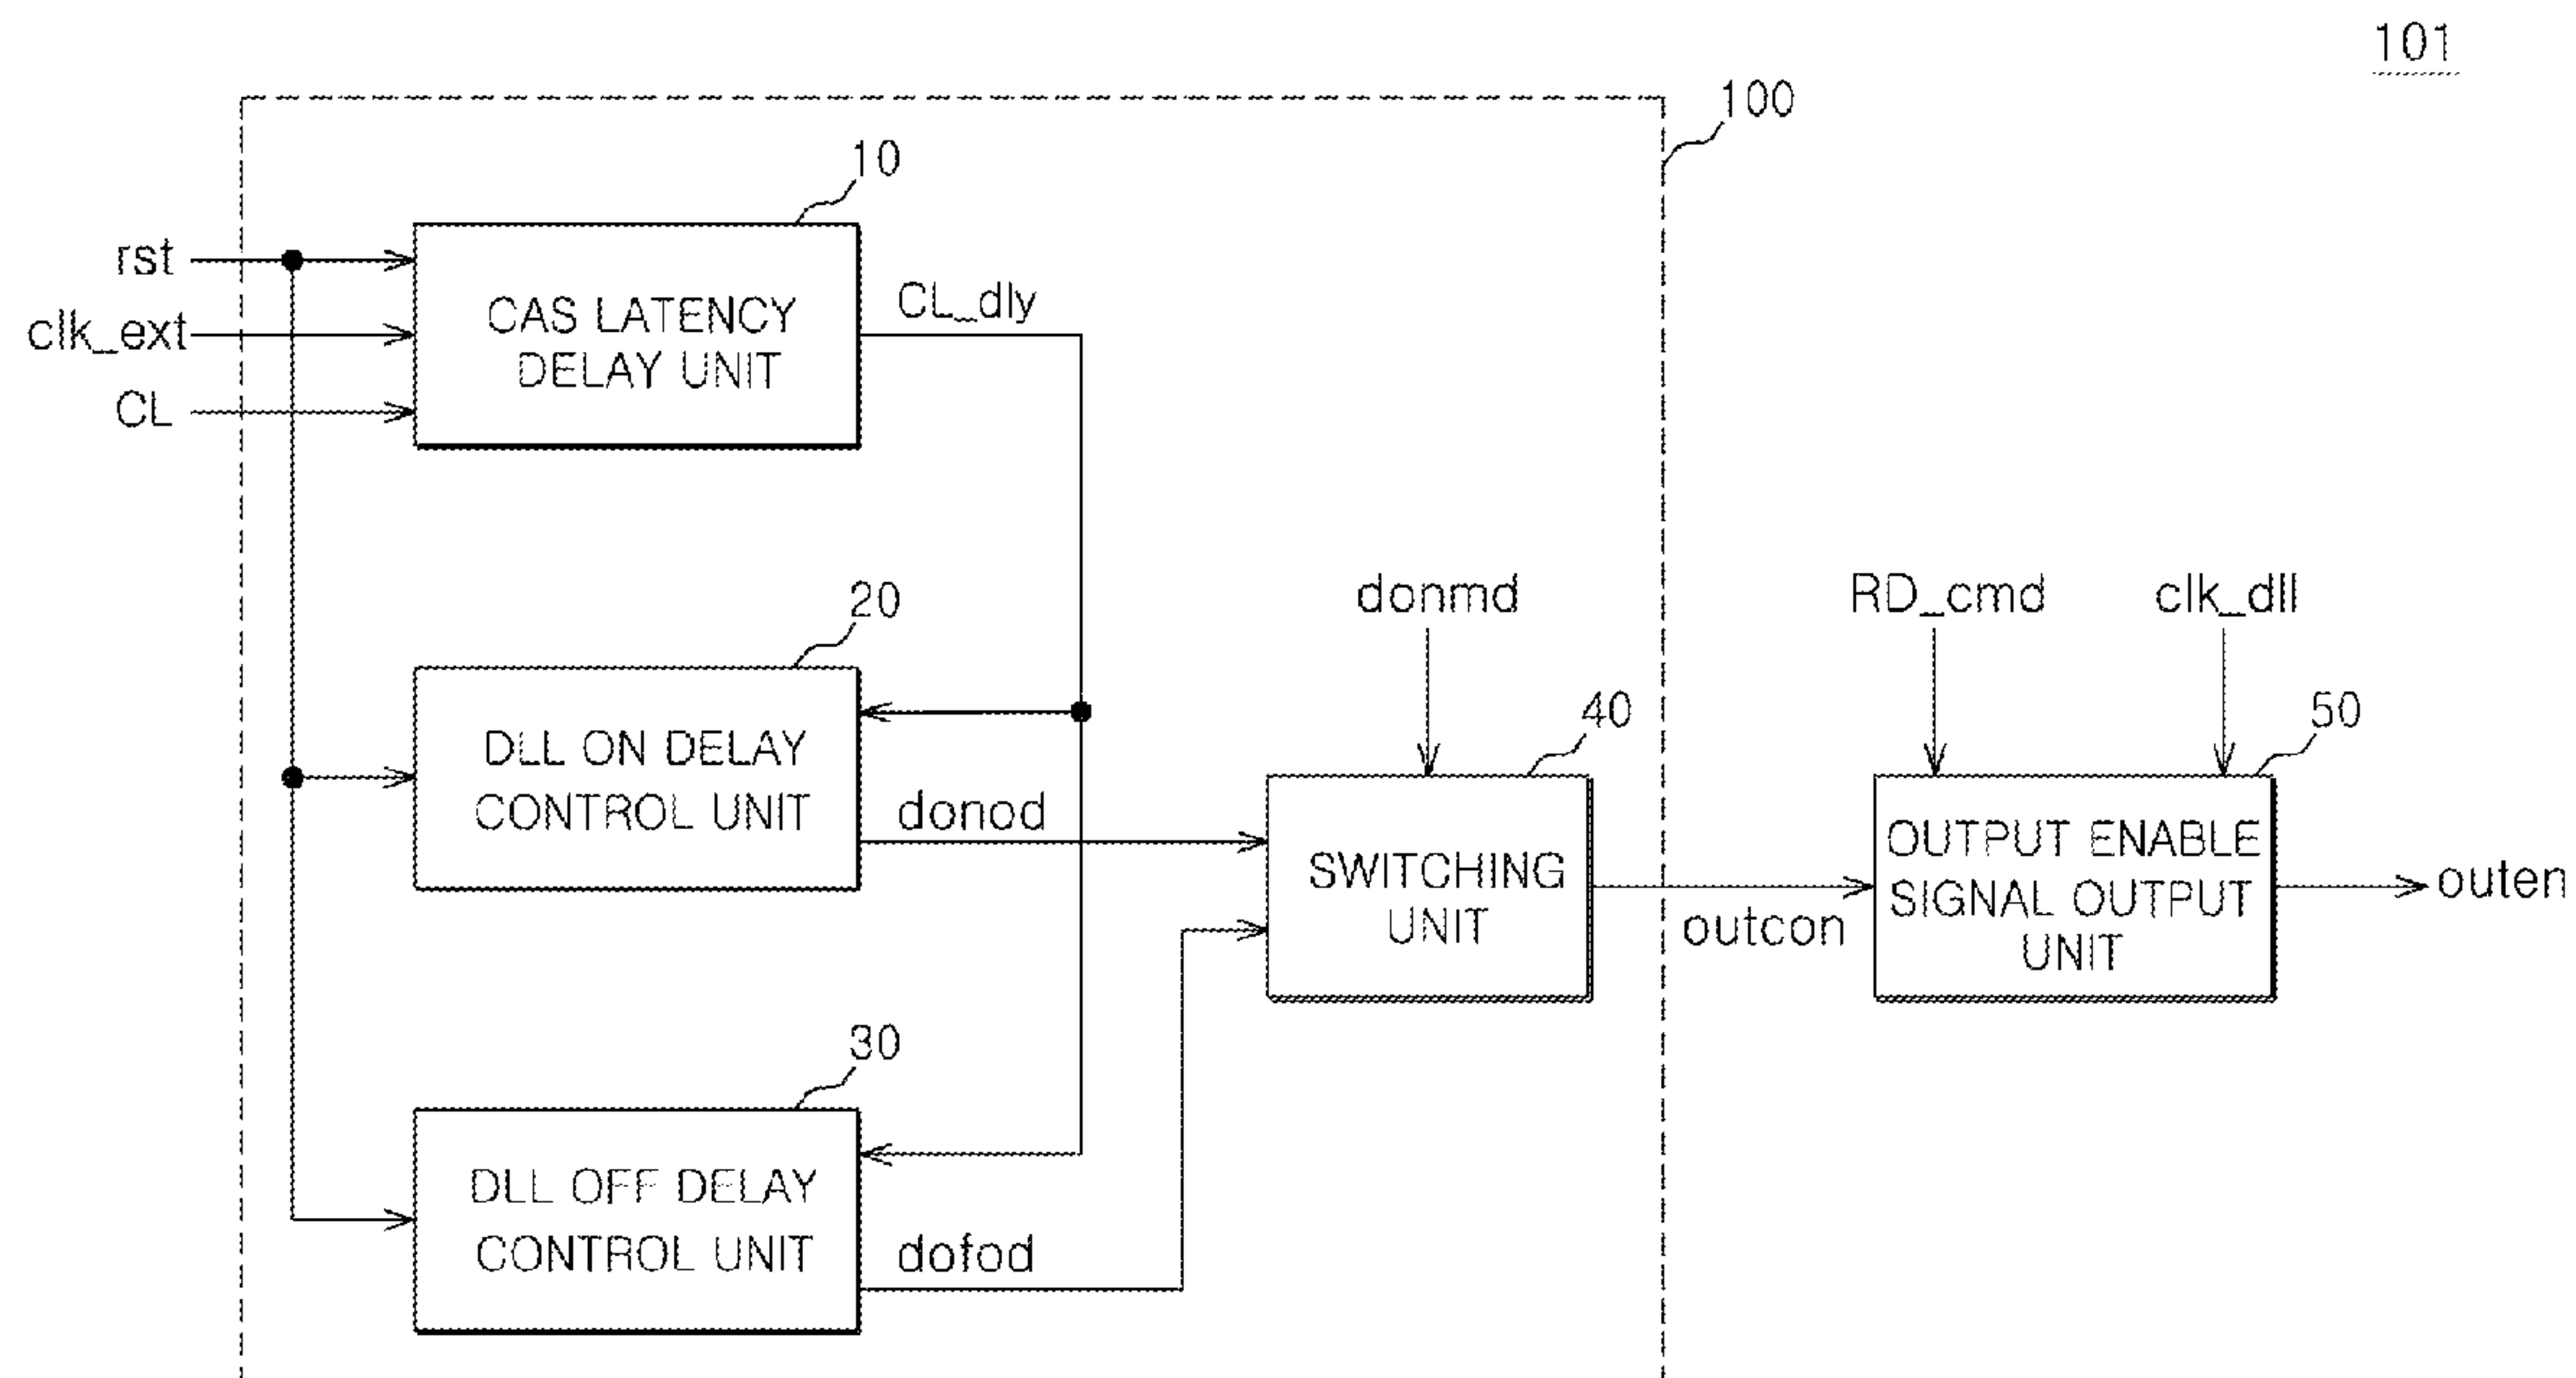 101
100
10
rst
clk_ext
CL
CAS LATENCY
DELAY UNIT
CL_dly
20
DLL ON DELAY
CONTROL UNIT
donod
donmd
40
SWITCHING
UNIT
outcon
RD_cmd
clk_dll
50
OUTPUT ENABLE
SIGNAL OUTPUT
UNIT
outen
30
DLL OFF DELAY
CONTROL UNIT
dofod